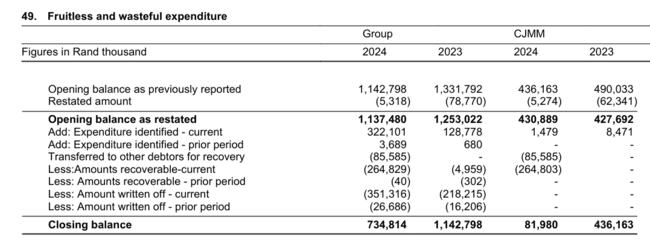 49. Fruitless and wasteful expenditure
Group CJMM
Figures in Rand thousand 2024 2023 2024 2023
Opening balance as previously reported 1,142,798 1,331,792 436,163 490,033
Restated amount (5,318) (78,770) (5,274) (62,341)
Opening balance as restated 1,137,480 1,253,022 430,889 427,692
Add: Expenditure identified - current 322,101 128,778 1,479 8,471
Add: Expenditure identified - prior period 3,689 680 - -
Transferred to other debtors for recovery (85,585) - (85,585) -
Less:Amounts recoverable-current (264,829) (4,959) (264,803) -
Less: Amounts recoverable - prior period (40) (302) - -
Less: Amount written off - current (351,316) (218,215) - -
Less: Amount written off - prior period (26,686) (16,206) - -
Closing balance 734,814 1,142,798 81,980 436,163